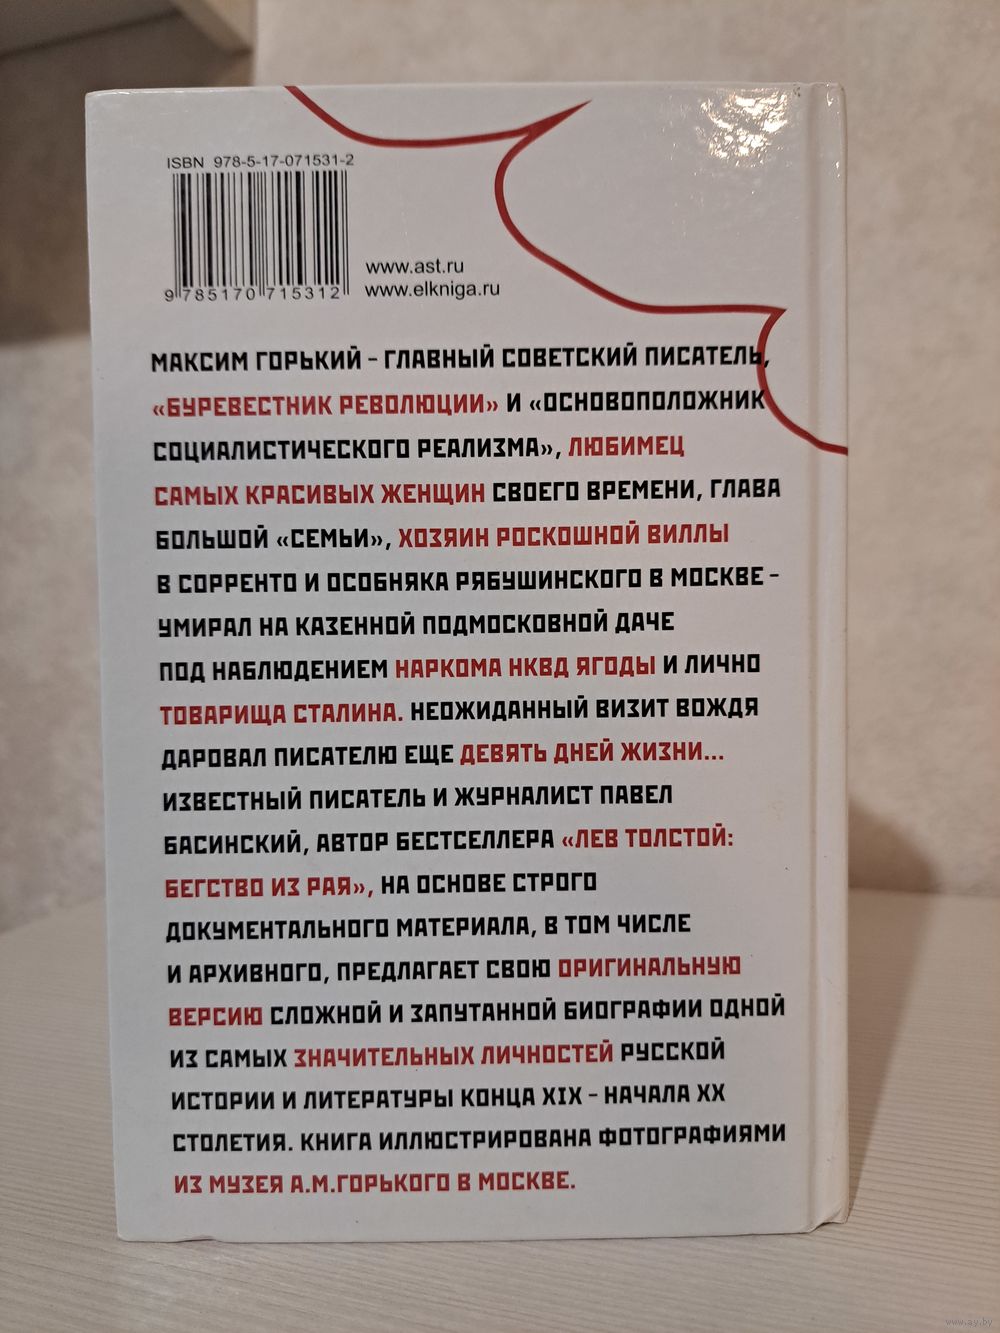 ISBN 978-5-17-071531-2
9 785170 715312
www.ast.ru
www.elkniga.ru
МАКСИМ ГОРЬКИЙ – ГЛАВНЫЙ СОВЕТСКИЙ ПИСАТЕЛЬ,
«БУРЕВЕСТНИК РЕВОЛЮЦИИ» И «ОСНОВОПОЛОЖНИК
СОЦИАЛИСТИЧЕСКОГО РЕАЛИЗМА», ЛЮБИМЕЦ
САМЫХ КРАСИВЫХ ЖЕНЩИН СВОЕГО ВРЕМЕНИ, ГЛАВА
БОЛЬШОЙ «СЕМЬИ», ХОЗЯИН РОСКОШНОЙ ВИЛЛЫ
В СОРРЕНТО И ОСОБНЯКА РЯБУШИНСКОГО В МОСКВЕ –
УМИРАЛ НА КАЗЕННОЙ ПОДМОСКОВНОЙ ДАЧЕ
ПОД НАБЛЮДЕНИЕМ НАРКОМА НКВД ЯГОДЫ И ЛИЧНО
ТОВАРИЩА СТАЛИНА. НЕОЖИДАННЫЙ ВИЗИТ ВОЖДЯ
ДАРОВАЛ ПИСАТЕЛЮ ЕЩЕ ДЕВЯТЬ ДНЕЙ ЖИЗНИ...
ИЗВЕСТНЫЙ ПИСАТЕЛЬ И ЖУРНАЛИСТ ПАВЕЛ
БАСИНСКИЙ, АВТОР БЕСТСЕЛЛЕРА «ЛЕВ ТОЛСТОЙ:
БЕГСТВО ИЗ РАЯ», НА ОСНОВЕ СТРОГО
ДОКУМЕНТАЛЬНОГО МАТЕРИАЛА, В ТОМ ЧИСЛЕ
И АРХИВНОГО, ПРЕДЛАГАЕТ СВОЮ ОРИГИНАЛЬНУЮ
ВЕРСИЮ СЛОЖНОЙ И ЗАПУТАННОЙ БИОГРАФИИ ОДНОЙ
ИЗ САМЫХ ЗНАЧИТЕЛЬНЫХ ЛИЧНОСТЕЙ РУССКОЙ
ИСТОРИИ И ЛИТЕРАТУРЫ КОНЦА XIX – НАЧАЛА XX
СТОЛЕТИЯ. КНИГА ИЛЛЮСТРИРОВАНА ФОТОГРАФИЯМИ
ИЗ МУЗЕЯ А.М.ГОРЬКОГО В МОСКВЕ.
www.ay.by